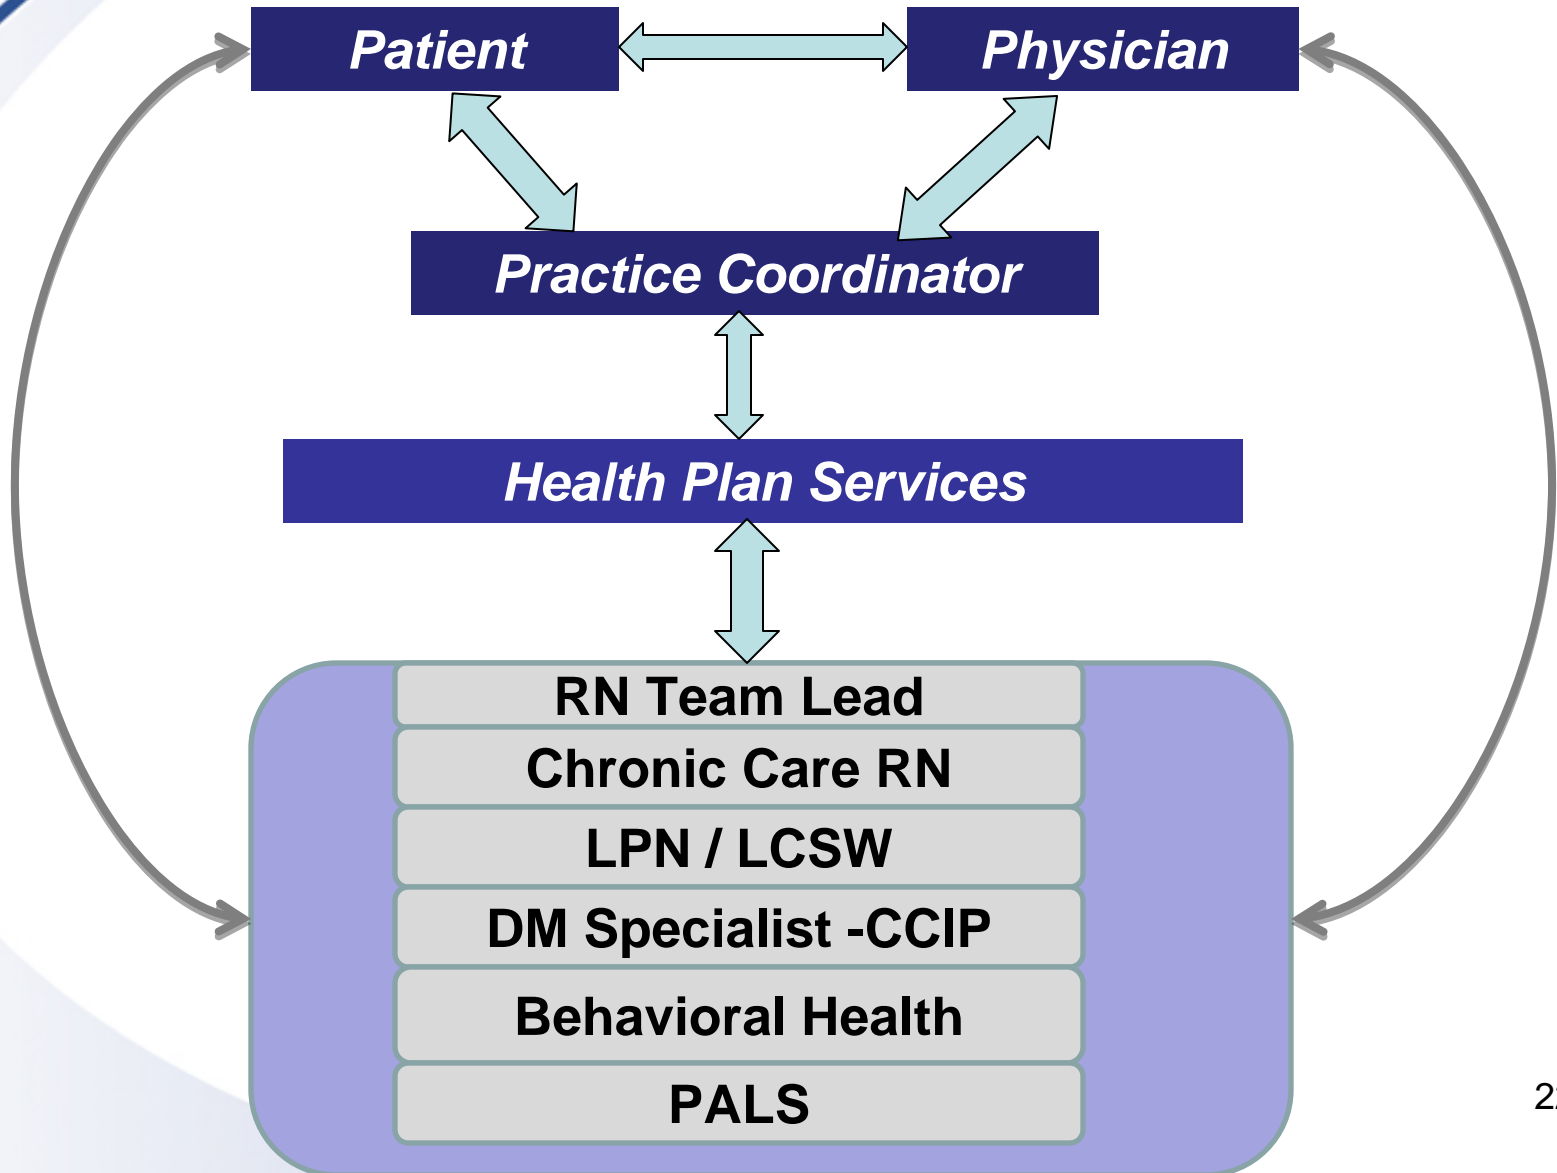 Patient
Physician
Practice Coordinator
Health Plan Services
RN Team Lead
Chronic Care RN
LPN / LCSW
DM Specialist -CCIP
Behavioral Health
PALS